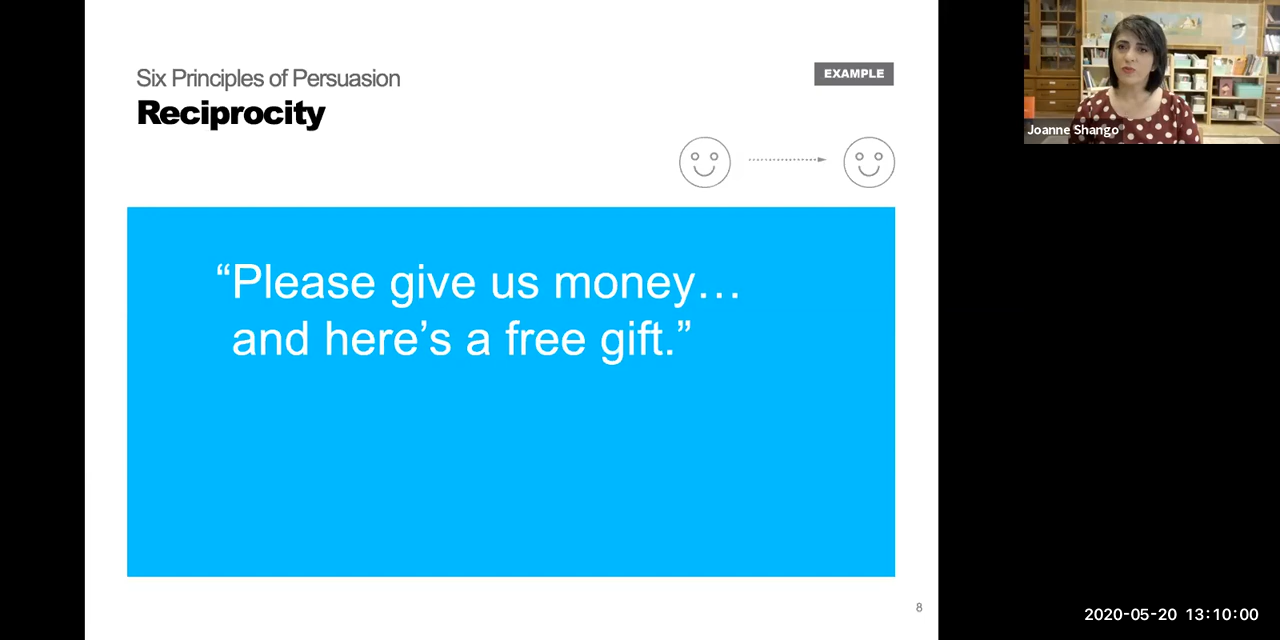 Six Principles of Persuasion
EXAMPLE
Reciprocity
“Please give us money…
and here’s a free gift.”
8
Joanne Shango
2020-05-20 13:10:00